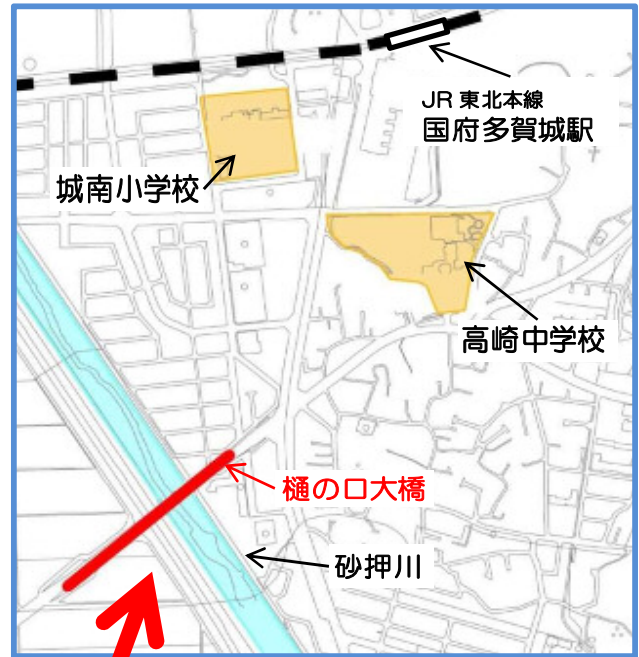 JR 東北本線
国府多賀城駅
城南小学校
高崎中学校
樋の口大橋
砂押川